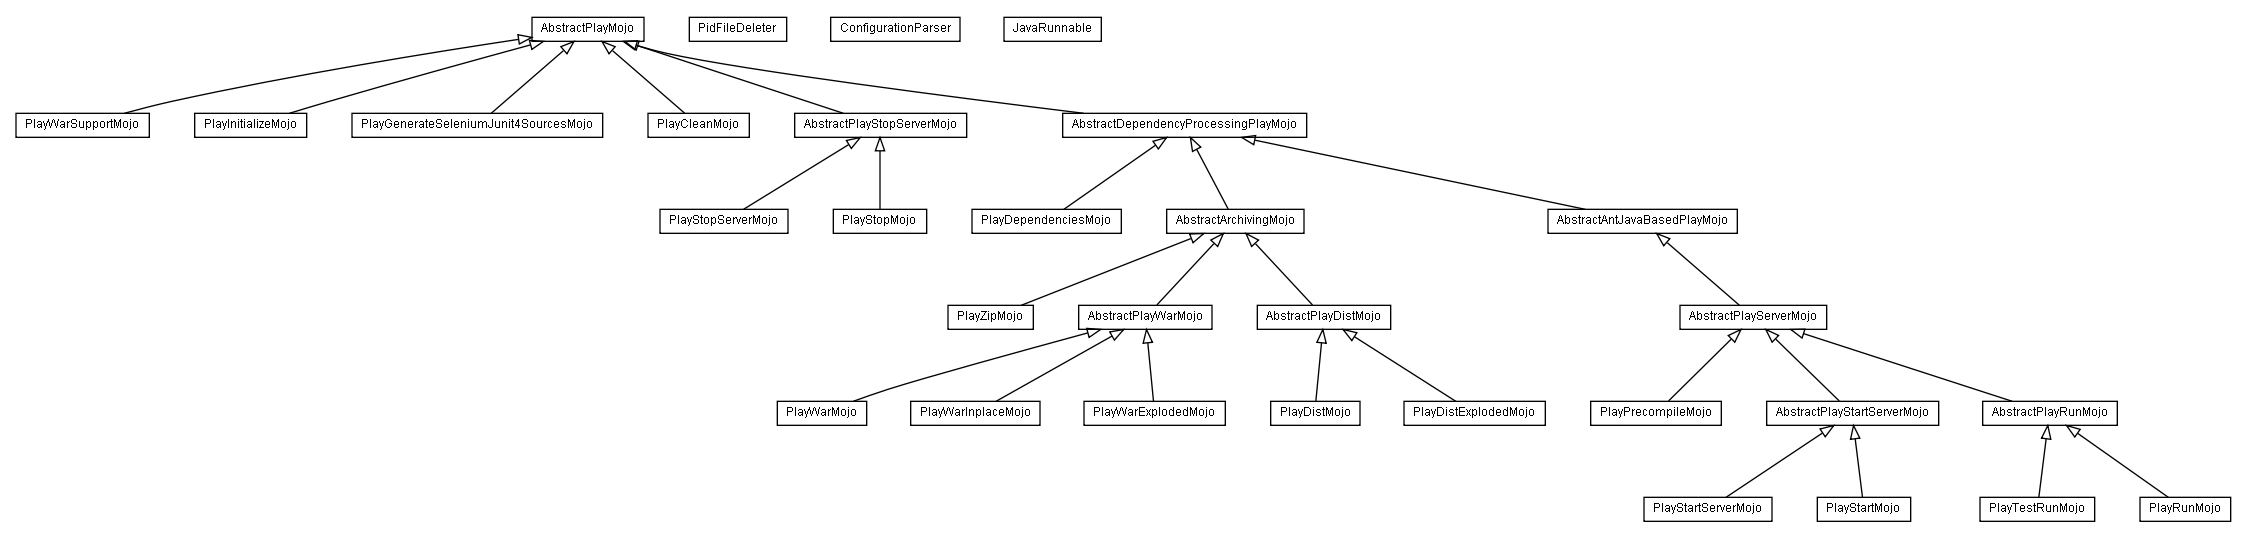 AbstractPlayMojo
PidFileDeleter
ConfigurationParser
JavaRunnable
PlayWarSupportMojo
PlayInitializeMojo
PlayGenerateSeleniumJunit4SourcesMojo
PlayCleanMojo
AbstractPlayStopServerMojo
AbstractDependencyProcessingPlayMojo
PlayStopServerMojo
PlayStopMojo
PlayDependenciesMojo
AbstractArchivingMojo
AbstractAntJavaBasedPlayMojo
PlayZipMojo
AbstractPlayWarMojo
AbstractPlayDistMojo
AbstractPlayServerMojo
PlayWarMojo
PlayWarInplaceMojo
PlayWarExplodedMojo
PlayDistMojo
PlayDistExplodedMojo
PlayPrecompileMojo
AbstractPlayStartServerMojo
AbstractPlayRunMojo
PlayStartServerMojo
PlayStartMojo
PlayTestRunMojo
PlayRunMojo